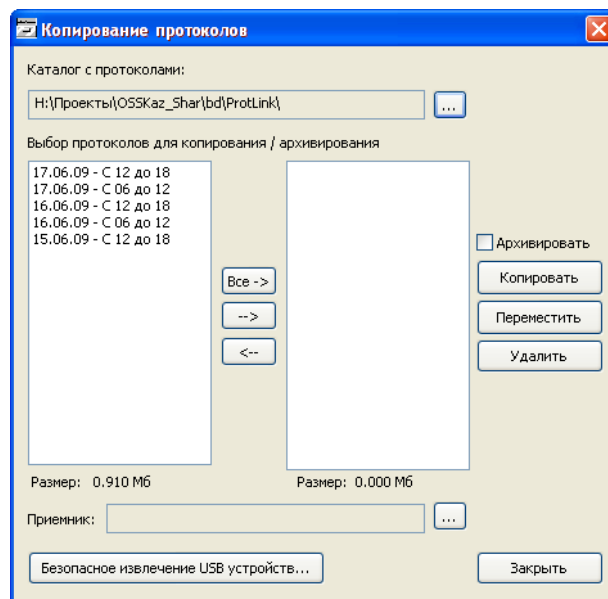 Копирование протоколов
Каталог с протоколами:
H:\Проекты\OSSKaz_Shar\bd\ProtLink\
...
Выбор протоколов для копирования / архивирования
17.06.09 - С 12 до 18
17.06.09 - С 06 до 12
16.06.09 - С 12 до 18
16.06.09 - С 06 до 12
15.06.09 - С 12 до 18
Все ->
-->
<--
Архивировать
Копировать
Переместить
Удалить
Размер: 0.910 Мб
Размер: 0.000 Мб
Приемник:
...
Безопасное извлечение USB устройств...
Закрыть